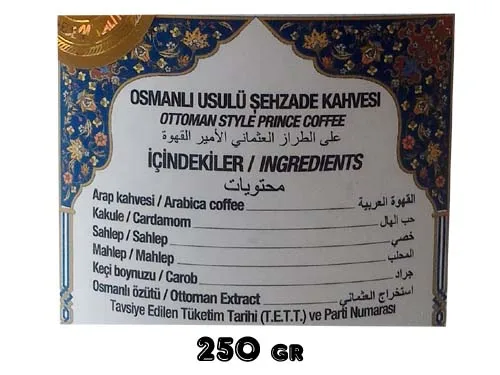 OSMANLI USULÜ ŞEHZADE KAHVESİ
OTTOMAN STYLE PRINCE COFFEE
على الطراز العثماني الأمير القهوة
İÇİNDEKİLER / INGREDIENTS
محتويات
Arap kahvesi / Arabica coffee القهوة العربية
Kakule / Cardamom حب الهال
Sahlep / Sahlep خصي
Mahlep / Mahlep المحلب
Keçi boynuzu / Carob جراد
Osmanlı özütü / Ottoman Extract استخراج العثماني
Tavsiye Edilen Tüketim Tarihi (T.E.T.T.) ve Parti Numarası
250 GR